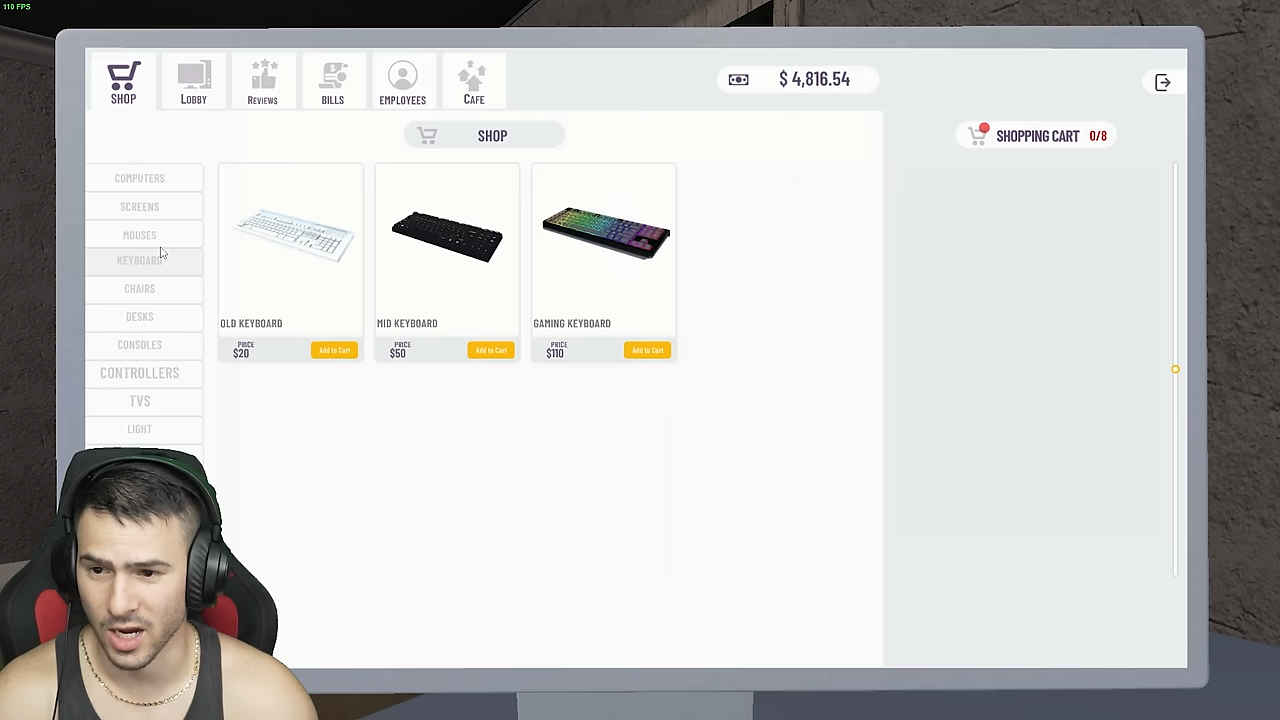 110 FPS
SHOP
LOBBY
REVIEWS
BILLS
EMPLOYEES
CAFE
$ 4,816.54
SHOP
SHOPPING CART 0/8
COMPUTERS
SCREENS
MOUSES
KEYBOARD
CHAIRS
DESKS
CONSOLES
CONTROLLERS
TVS
LIGHT
OLD KEYBOARD
PRICE
$20
Add to Cart
MID KEYBOARD
PRICE
$50
Add to Cart
GAMING KEYBOARD
PRICE
$110
Add to Cart